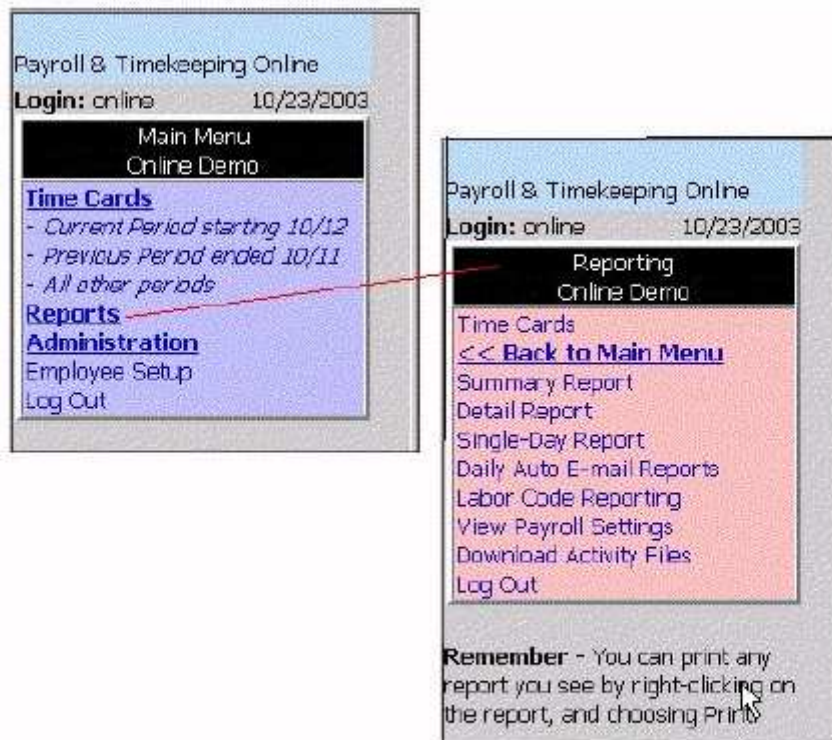 Payroll & Timekeeping Online
Login: online 10/23/2003
Main Menu
Online Demo
Time Cards
- Current Period starting 10/12
- Previous Period ended 10/11
- All other periods
Reports
Administration
Employee Setup
Log Out
Payroll & Timekeeping Online
Login: online 10/23/2003
Reporting
Online Demo
Time Cards
<< Back to Main Menu
Summary Report
Detail Report
Single-Day Report
Daily Auto E-mail Reports
Labor Code Reporting
View Payroll Settings
Download Activity Files
Log Out
Remember - You can print any
report you see by right-clicking on
the report, and choosing Print